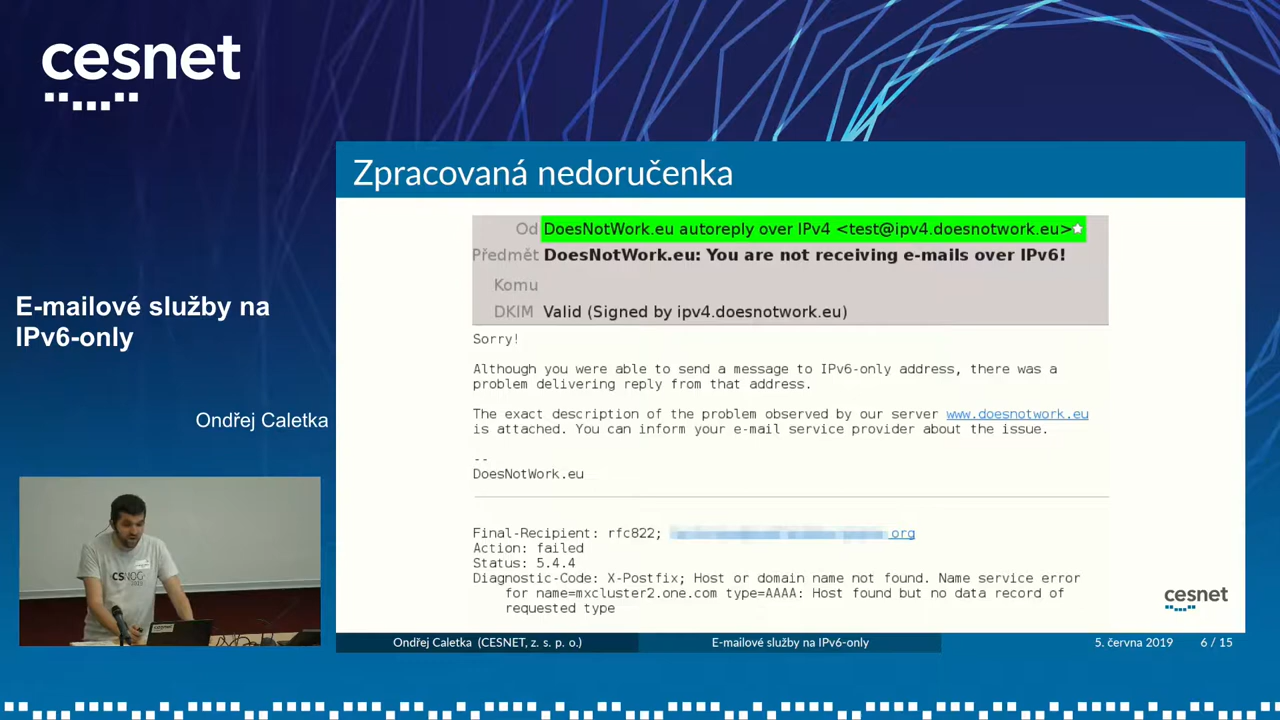 cesnet
E-mailové služby na
IPv6-only
Ondřej Caletka
Zpracovaná nedoručenka
Od DoesNotWork.eu autoreply over IPv4 <test@ipv4.doesnotwork.eu>
Předmět DoesNotWork.eu: You are not receiving e-mails over IPv6!
Komu
DKIM Valid (Signed by ipv4.doesnotwork.eu)
Sorry!
Although you were able to send a message to IPv6-only address, there was a
problem delivering reply from that address.
The exact description of the problem observed by our server www.doesnotwork.eu
is attached. You can inform your e-mail service provider about the issue.
--
DoesNotWork.eu
Final-Recipient: rfc822; .org
Action: failed
Status: 5.4.4
Diagnostic-Code: X-Postfix; Host or domain name not found. Name service error
for name=mxcluster2.one.com type=AAAA: Host found but no data record of
requested type
cesnet
Ondřej Caletka (CESNET, z. s. p. o.) E-mailové služby na IPv6-only 5. června 2019 6 / 15
CSNOG